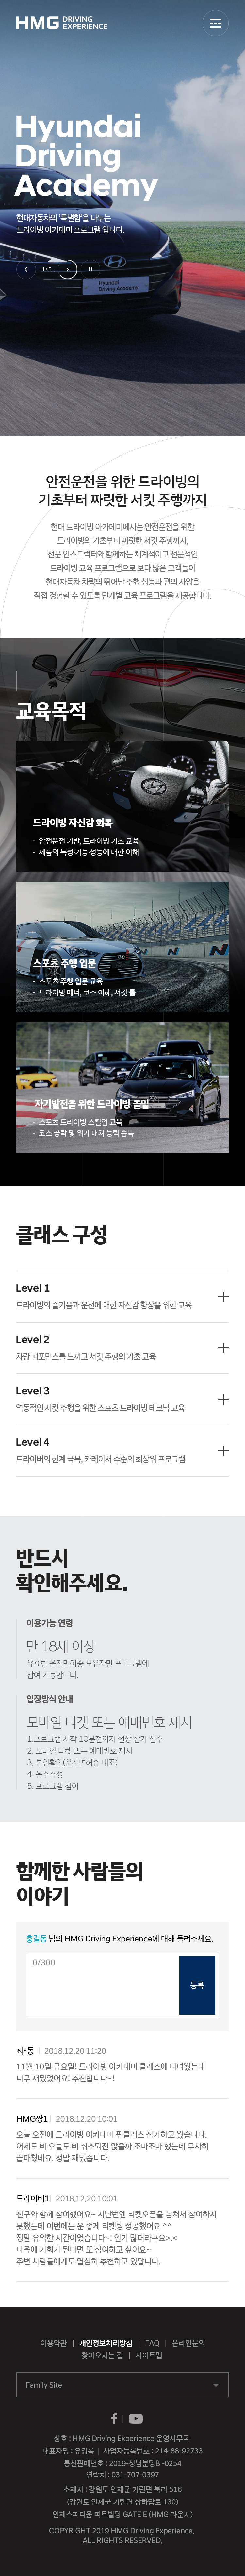 HMG DRIVING EXPERIENCE
Hyundai
Driving
Academy
현대자동차의 '특별함'을 나누는
드라이빙 아카데미 프로그램 입니다.
1/3
안전운전을 위한 드라이빙의
기초부터 짜릿한 서킷 주행까지
현대 드라이빙 아카데미에서는 안전운전을 위한
드라이빙의 기초부터 짜릿한 서킷 주행까지,
전문 인스트럭터와 함께하는 체계적이고 전문적인
드라이빙 교육 프로그램으로 보다 많은 고객들이
현대자동차 차량의 뛰어난 주행 성능과 편의 사양을
직접 경험할 수 있도록 단계별 교육 프로그램을 제공합니다.
교육목적
드라이빙 자신감 회복
- 안전운전 기반, 드라이빙 기초 교육
- 제품의 특성·기능·성능에 대한 이해
스포츠 주행 입문
- 스포츠 주행 입문 교육
- 드라이빙 매너, 코스 이해, 서킷 룰
자기발전을 위한 드라이빙 몰입
- 스포츠 드라이빙 스킬업 교육
- 코스 공략 및 위기 대처 능력 습득
클래스 구성
Level 1
드라이빙의 즐거움과 운전에 대한 자신감 향상을 위한 교육
Level 2
차량 퍼포먼스를 느끼고 서킷 주행의 기초 교육
Level 3
역동적인 서킷 주행을 위한 스포츠 드라이빙 테크닉 교육
Level 4
드라이버의 한계 극복, 카레이서 수준의 최상위 프로그램
반드시
확인해주세요.
이용가능 연령
만 18세 이상
유효한 운전면허증 보유자만 프로그램에
참여 가능합니다.
입장방식 안내
모바일 티켓 또는 예매번호 제시
1.프로그램 시작 10분전까지 현장 참가 접수
2. 모바일 티켓 또는 예매번호 제시
3. 본인확인(운전면허증 대조)
4. 음주측정
5. 프로그램 참여
함께한 사람들의
이야기
홍길동 님의 HMG Driving Experience에 대해 들려주세요.
0/300
등록
최*동 2018.12.20 11:20
11월 10일 금요일! 드라이빙 아카데미 클래스에 다녀왔는데
너무 재밌었어요! 추천합니다~!
HMG짱1 2018.12.20 10:01
오늘 오전에 드라이빙 아카데미 펀클래스 참가하고 왔습니다.
어제도 비 오늘도 비 취소되진 않을까 조마조마 했는데 무사히
끝마쳤네요. 정말 재밌습니다.
드라이버1 2018.12.20 10:01
친구와 함께 참여했어요~ 지난번엔 티켓오픈을 놓쳐서 참여하지
못했는데 이번에는 운 좋게 티켓팅 성공했어요 ^^
정말 유익한 시간이었습니다~! 인기 많더라구요>.<
다음에 기회가 된다면 또 참여하고 싶어요~
주변 사람들에게도 열심히 추천하고 있답니다.
이용약관 | 개인정보처리방침 | FAQ | 온라인문의
찾아오시는 길 | 사이트맵
Family Site
상호 : HMG Driving Experience 운영사무국
대표자명 : 유겸록 | 사업자등록번호 : 214-88-92733
통신판매번호 : 2019-성남분당B -0254
연락처 : 031-707-0397
소재지 : 강원도 인제군 기린면 북리 516
(강원도 인제군 기린면 상하답로 130)
인제스피디움 피트빌딩 GATE E (HMG 라운지)
COPYRIGHT 2019 HMG Driving Experience.
ALL RIGHTS RESERVED.